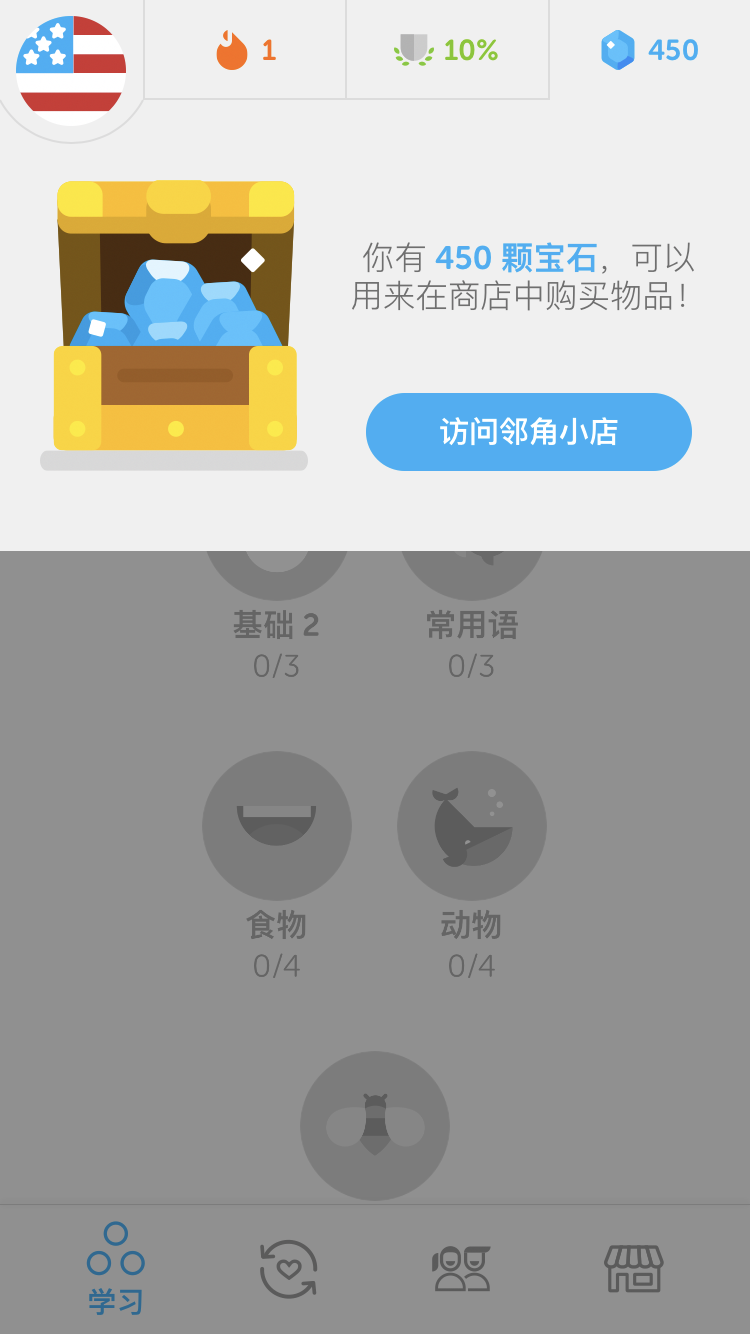 1
10%
450
你有 450 颗宝石，可以
用来在商店中购买物品！
访问邻角小店
基础 2
常用语
0/3
0/3
食物
动物
0/4
0/4
学习